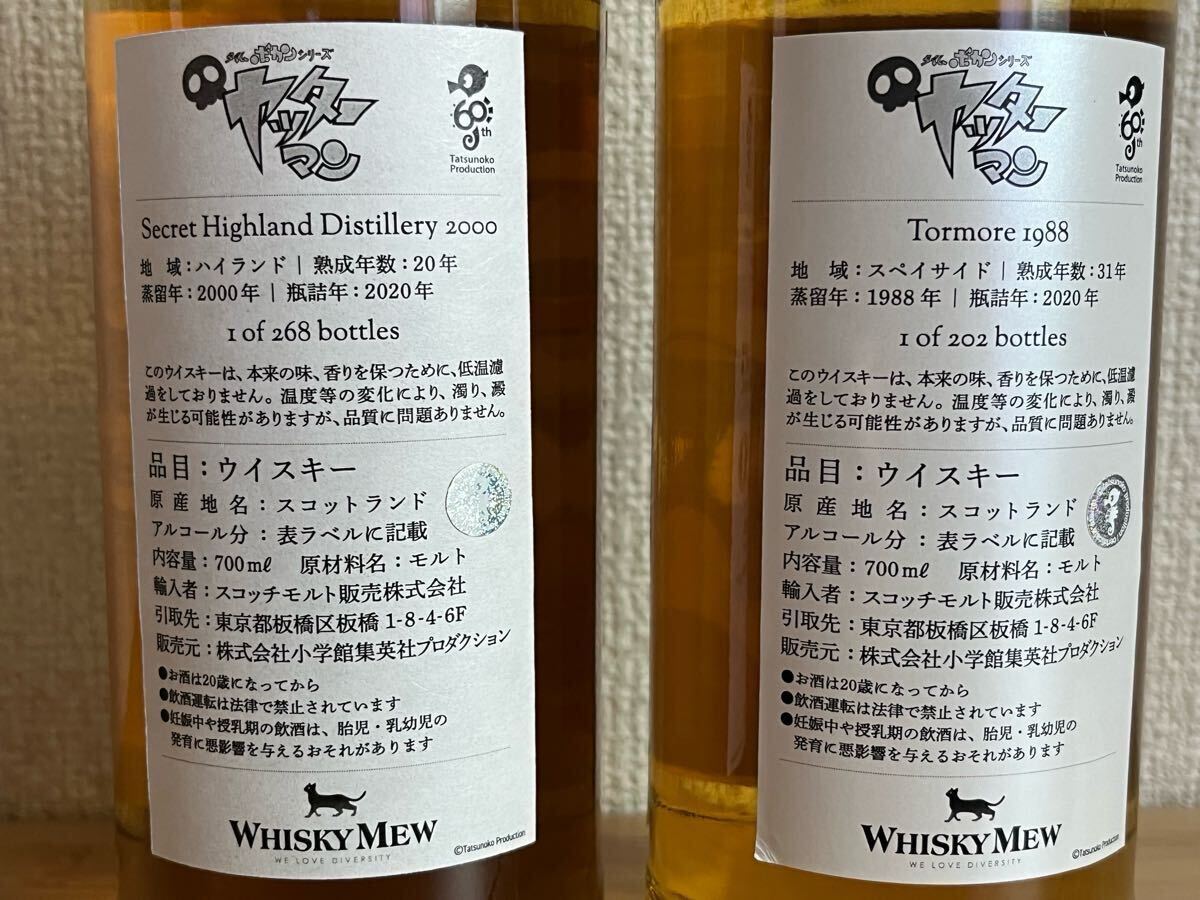 タイムボカンシリーズ
ヤッターマン
60th
Tatsunoko
Production
Secret Highland Distillery 2000
地 域：ハイランド | 熟成年数：20年
蒸留年：2000年 | 瓶詰年：2020年
1 of 268 bottles
このウイスキーは、本来の味、香りを保つために、低温濾
過をしておりません。温度等の変化により、濁り、澱
が生じる可能性がありますが、品質に問題ありません。
品目：ウイスキー
原産地名：スコットランド
アルコール分：表ラベルに記載
内容量：700mℓ 原材料名：モルト
輸入者：スコッチモルト販売株式会社
引取先：東京都板橋区板橋 1-8-4-6F
販売元：株式会社小学館集英社プロダクション
●お酒は20歳になってから
●飲酒運転は法律で禁止されています
●妊娠中や授乳期の飲酒は、胎児・乳幼児の
発育に悪影響を与えるおそれがあります
WHISKY MEW
WE LOVE DIVERSITY
©Tatsunoko Production
タイムボカンシリーズ
ヤッターマン
60th
Tatsunoko
Production
Tormore 1988
地 域：スペイサイド | 熟成年数：31年
蒸留年：1988年 | 瓶詰年：2020年
1 of 202 bottles
このウイスキーは、本来の味、香りを保つために、低温濾
過をしておりません。温度等の変化により、濁り、澱
が生じる可能性がありますが、品質に問題ありません。
品目：ウイスキー
原産地名：スコットランド
アルコール分：表ラベルに記載
内容量：700mℓ 原材料名：モルト
輸入者：スコッチモルト販売株式会社
引取先：東京都板橋区板橋 1-8-4-6F
販売元：株式会社小学館集英社プロダクション
●お酒は20歳になってから
●飲酒運転は法律で禁止されています
●妊娠中や授乳期の飲酒は、胎児・乳幼児の
発育に悪影響を与えるおそれがあります
WHISKY MEW
WE LOVE DIVERSITY
©Tatsunoko Production